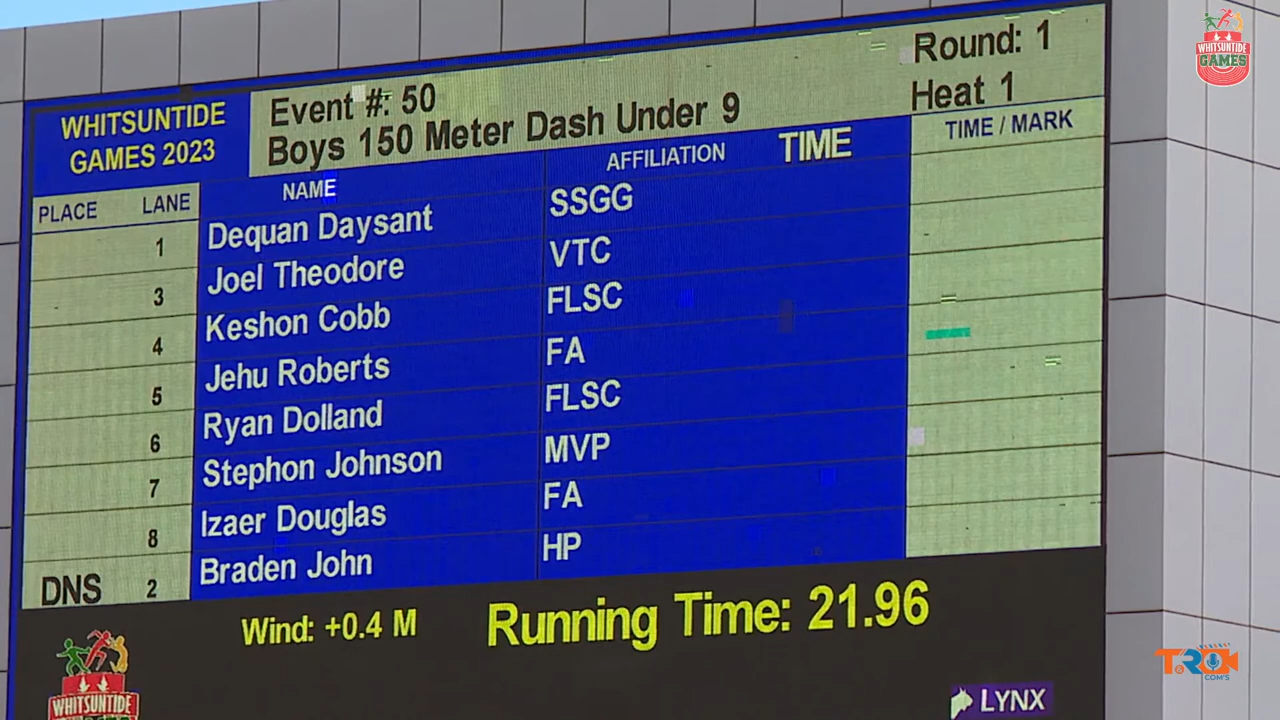 WHITSUNTIDE
GAMES
WHITSUNTIDE
GAMES 2023
Event #: 50
Boys 150 Meter Dash Under 9
Round: 1
Heat 1
PLACE LANE NAME AFFILIATION TIME TIME / MARK
1 Dequan Daysant SSGG
3 Joel Theodore VTC
4 Keshon Cobb FLSC
5 Jehu Roberts FA
6 Ryan Dolland FLSC
7 Stephon Johnson MVP
8 Izaer Douglas FA
DNS 2 Braden John HP
Wind: +0.4 M Running Time: 21.96
WHITSUNTIDE
LYNX
TROK
COM'S